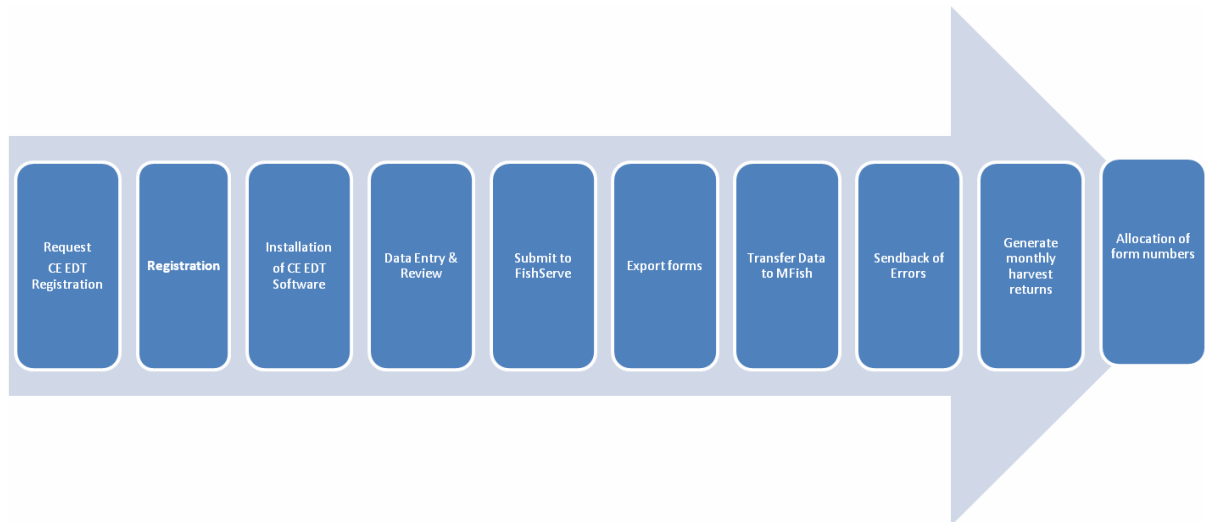 Request
CE EDT
Registration
Registration
Installation
of CE EDT
Software
Data Entry &
Review
Submit to
FishServe
Export forms
Transfer Data
to MFish
Sendback of
Errors
Generate
monthly
harvest
returns
Allocation of
form numbers